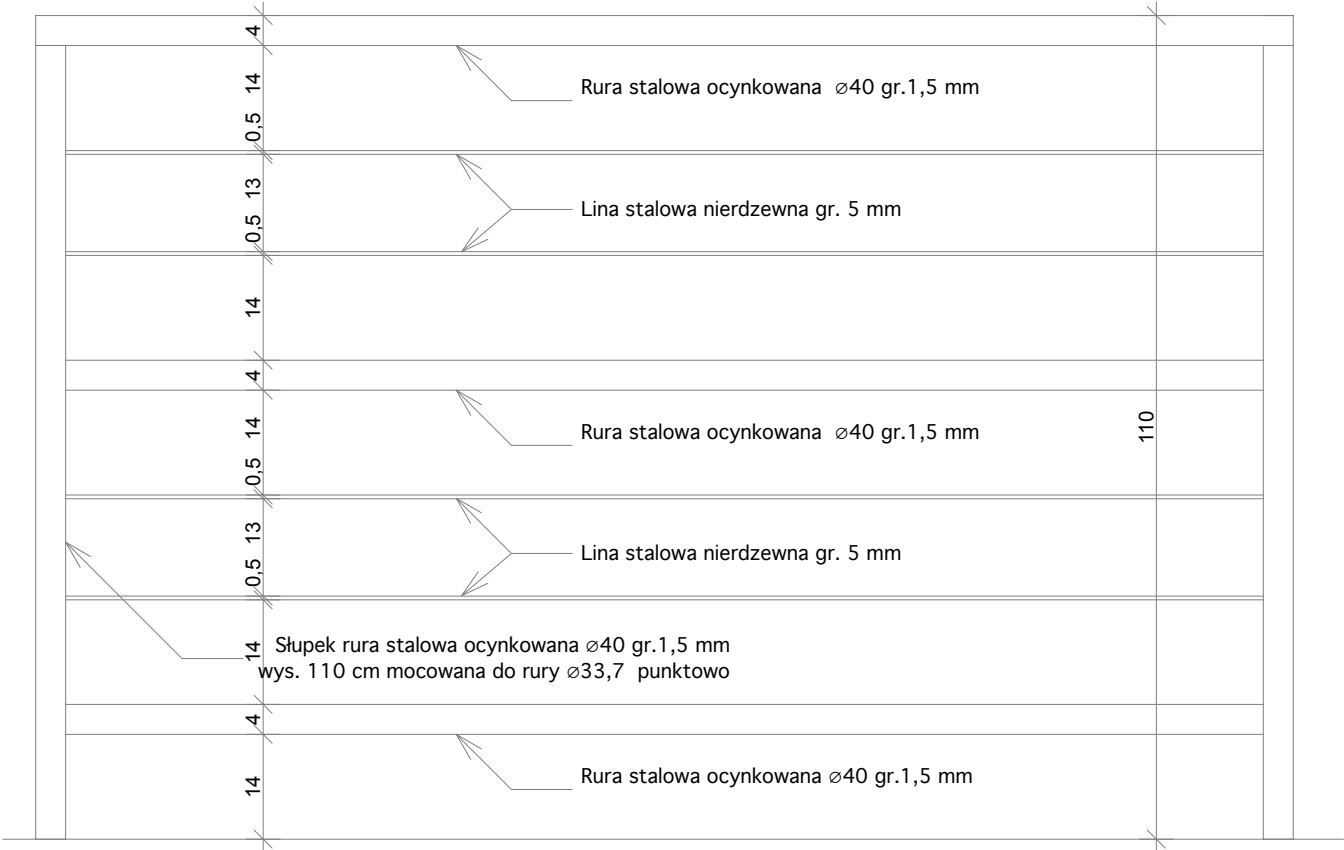 4
14
Rura stalowa ocynkowana ⌀40 gr.1,5 mm
0,5
13
Lina stalowa nierdzewna gr. 5 mm
0,5
14
4
110
14
Rura stalowa ocynkowana ⌀40 gr.1,5 mm
0,5
13
Lina stalowa nierdzewna gr. 5 mm
0,5
14
Słupek rura stalowa ocynkowana ⌀40 gr.1,5 mm
wys. 110 cm mocowana do rury ⌀33,7 punktowo
4
14
Rura stalowa ocynkowana ⌀40 gr.1,5 mm